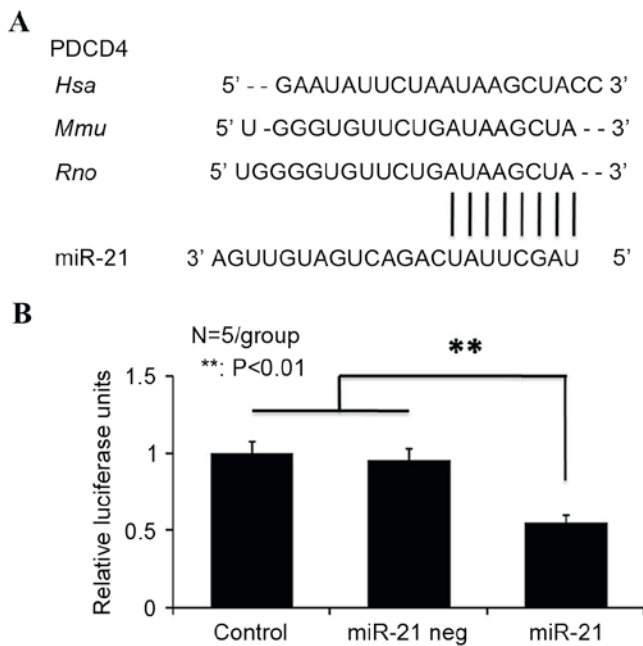 A
PDCD4
Hsa 5’ - - GAAUAUUCUAAUAAGCUACC 3’
Mmu 5’ U -GGGUGUUCUGAUAAGCUA - - 3’
Rno 5’ UGGGGUGUUCUGAUAAGCUA - - 3’
miR-21 3’ AGUUGUAGUCAGACUAUUCGAU 5’
B
N=5/group
**: P<0.01
**
Relative luciferase units
1.5
1
0.5
0
Control miR-21 neg miR-21